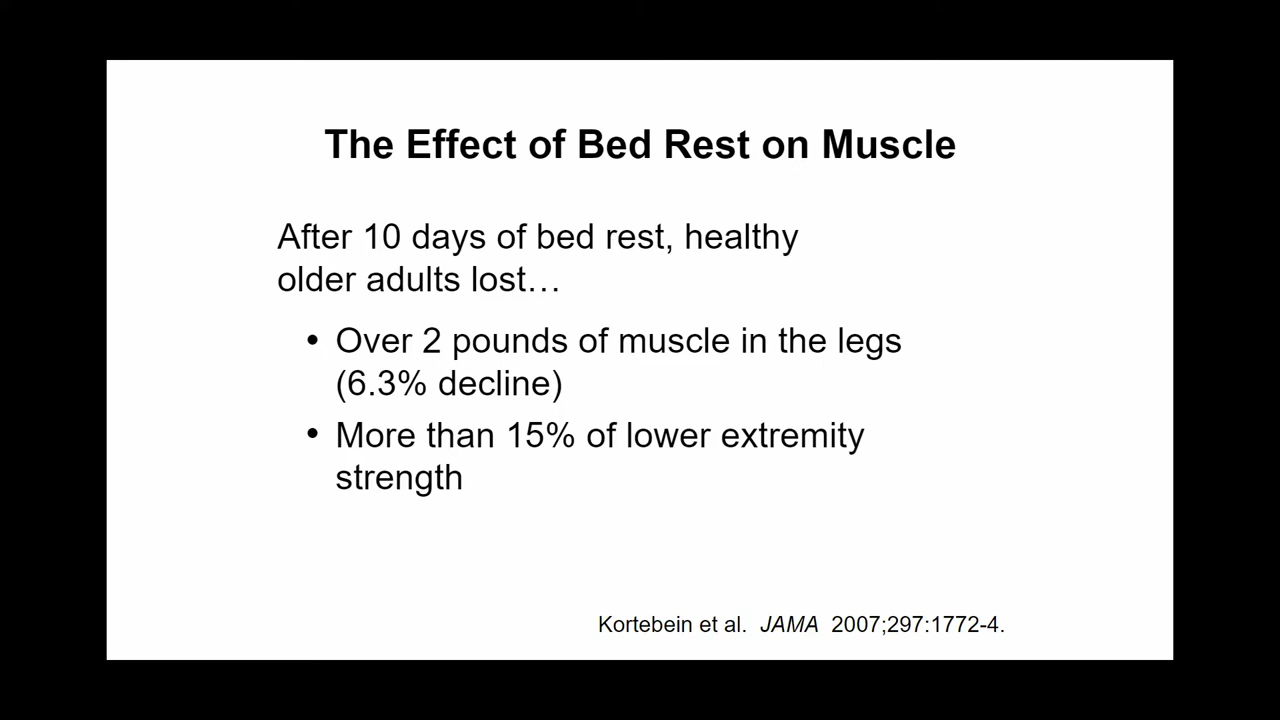 The Effect of Bed Rest on Muscle
After 10 days of bed rest, healthy
older adults lost…
• Over 2 pounds of muscle in the legs
(6.3% decline)
• More than 15% of lower extremity
strength
Kortebein et al. JAMA 2007;297:1772-4.